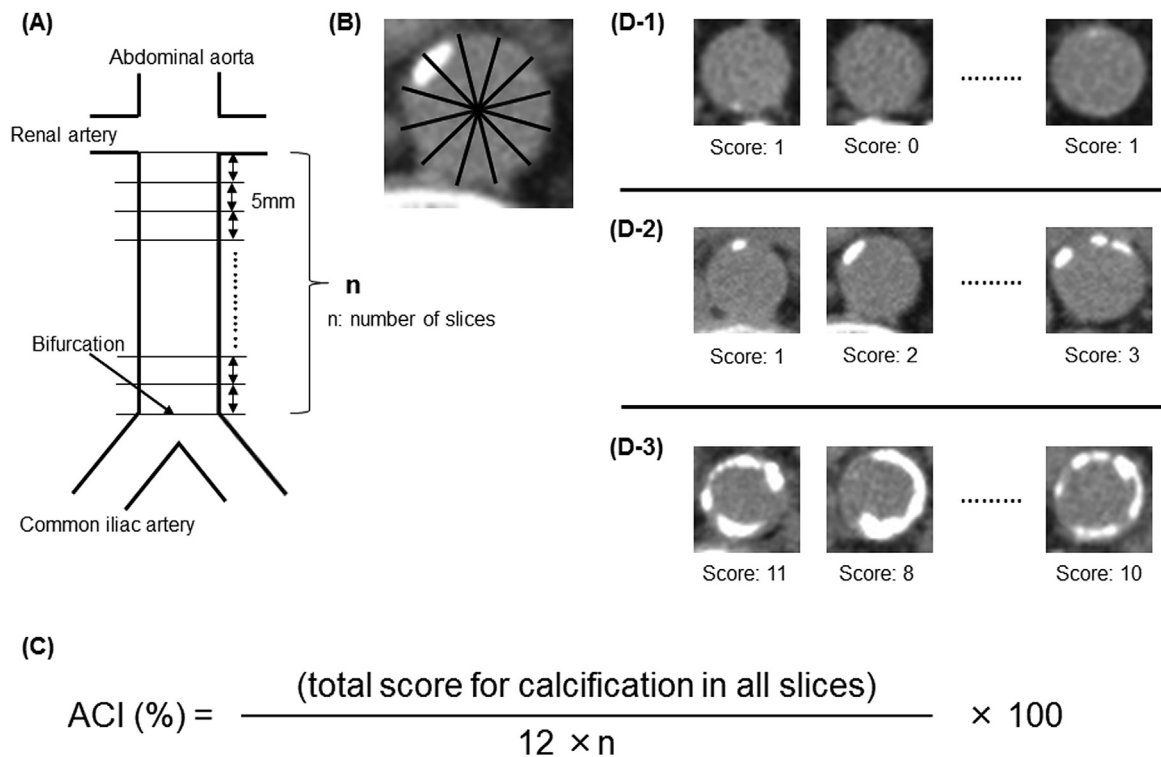 (A)
Abdominal aorta
Renal artery
5mm
n
n: number of slices
Bifurcation
Common iliac artery
(B)
(D-1)
.........
Score: 1
Score: 0
Score: 1
(D-2)
.........
Score: 1
Score: 2
Score: 3
(D-3)
.........
Score: 11
Score: 8
Score: 10
(C)
ACI (%) = (total score for calcification in all slices)
12 × n
× 100